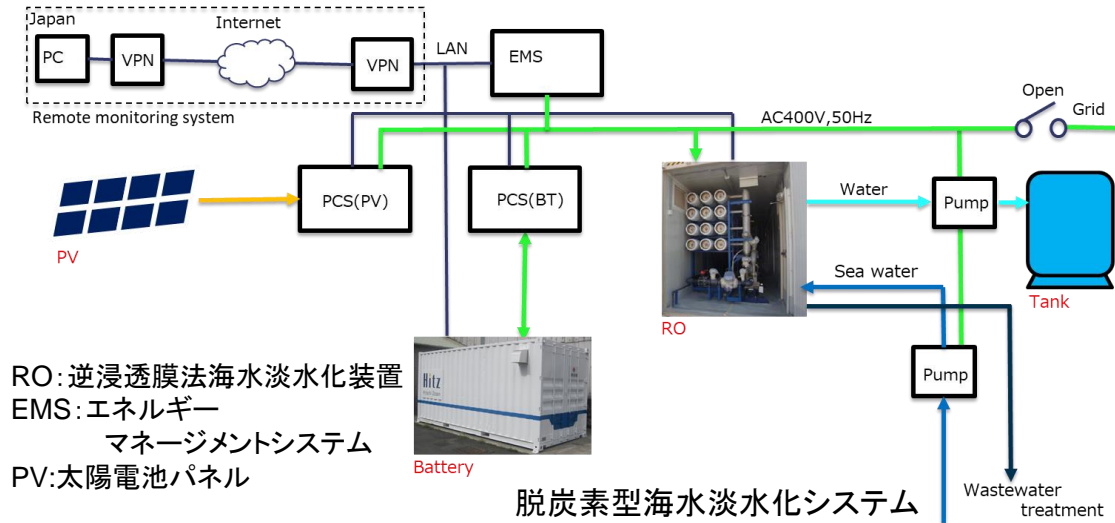 Japan
Internet
PC
VPN
VPN
LAN
EMS
Remote monitoring system
AC400V,50Hz
Open
Grid
PCS(PV)
PCS(BT)
PV
Water
Pump
Sea water
Tank
RO
Pump
Hitz
Battery
RO:逆浸透膜法海水淡水化装置
EMS:エネルギー
マネージメントシステム
PV:太陽電池パネル
脱炭素型海水淡水化システム
Wastewater
treatment